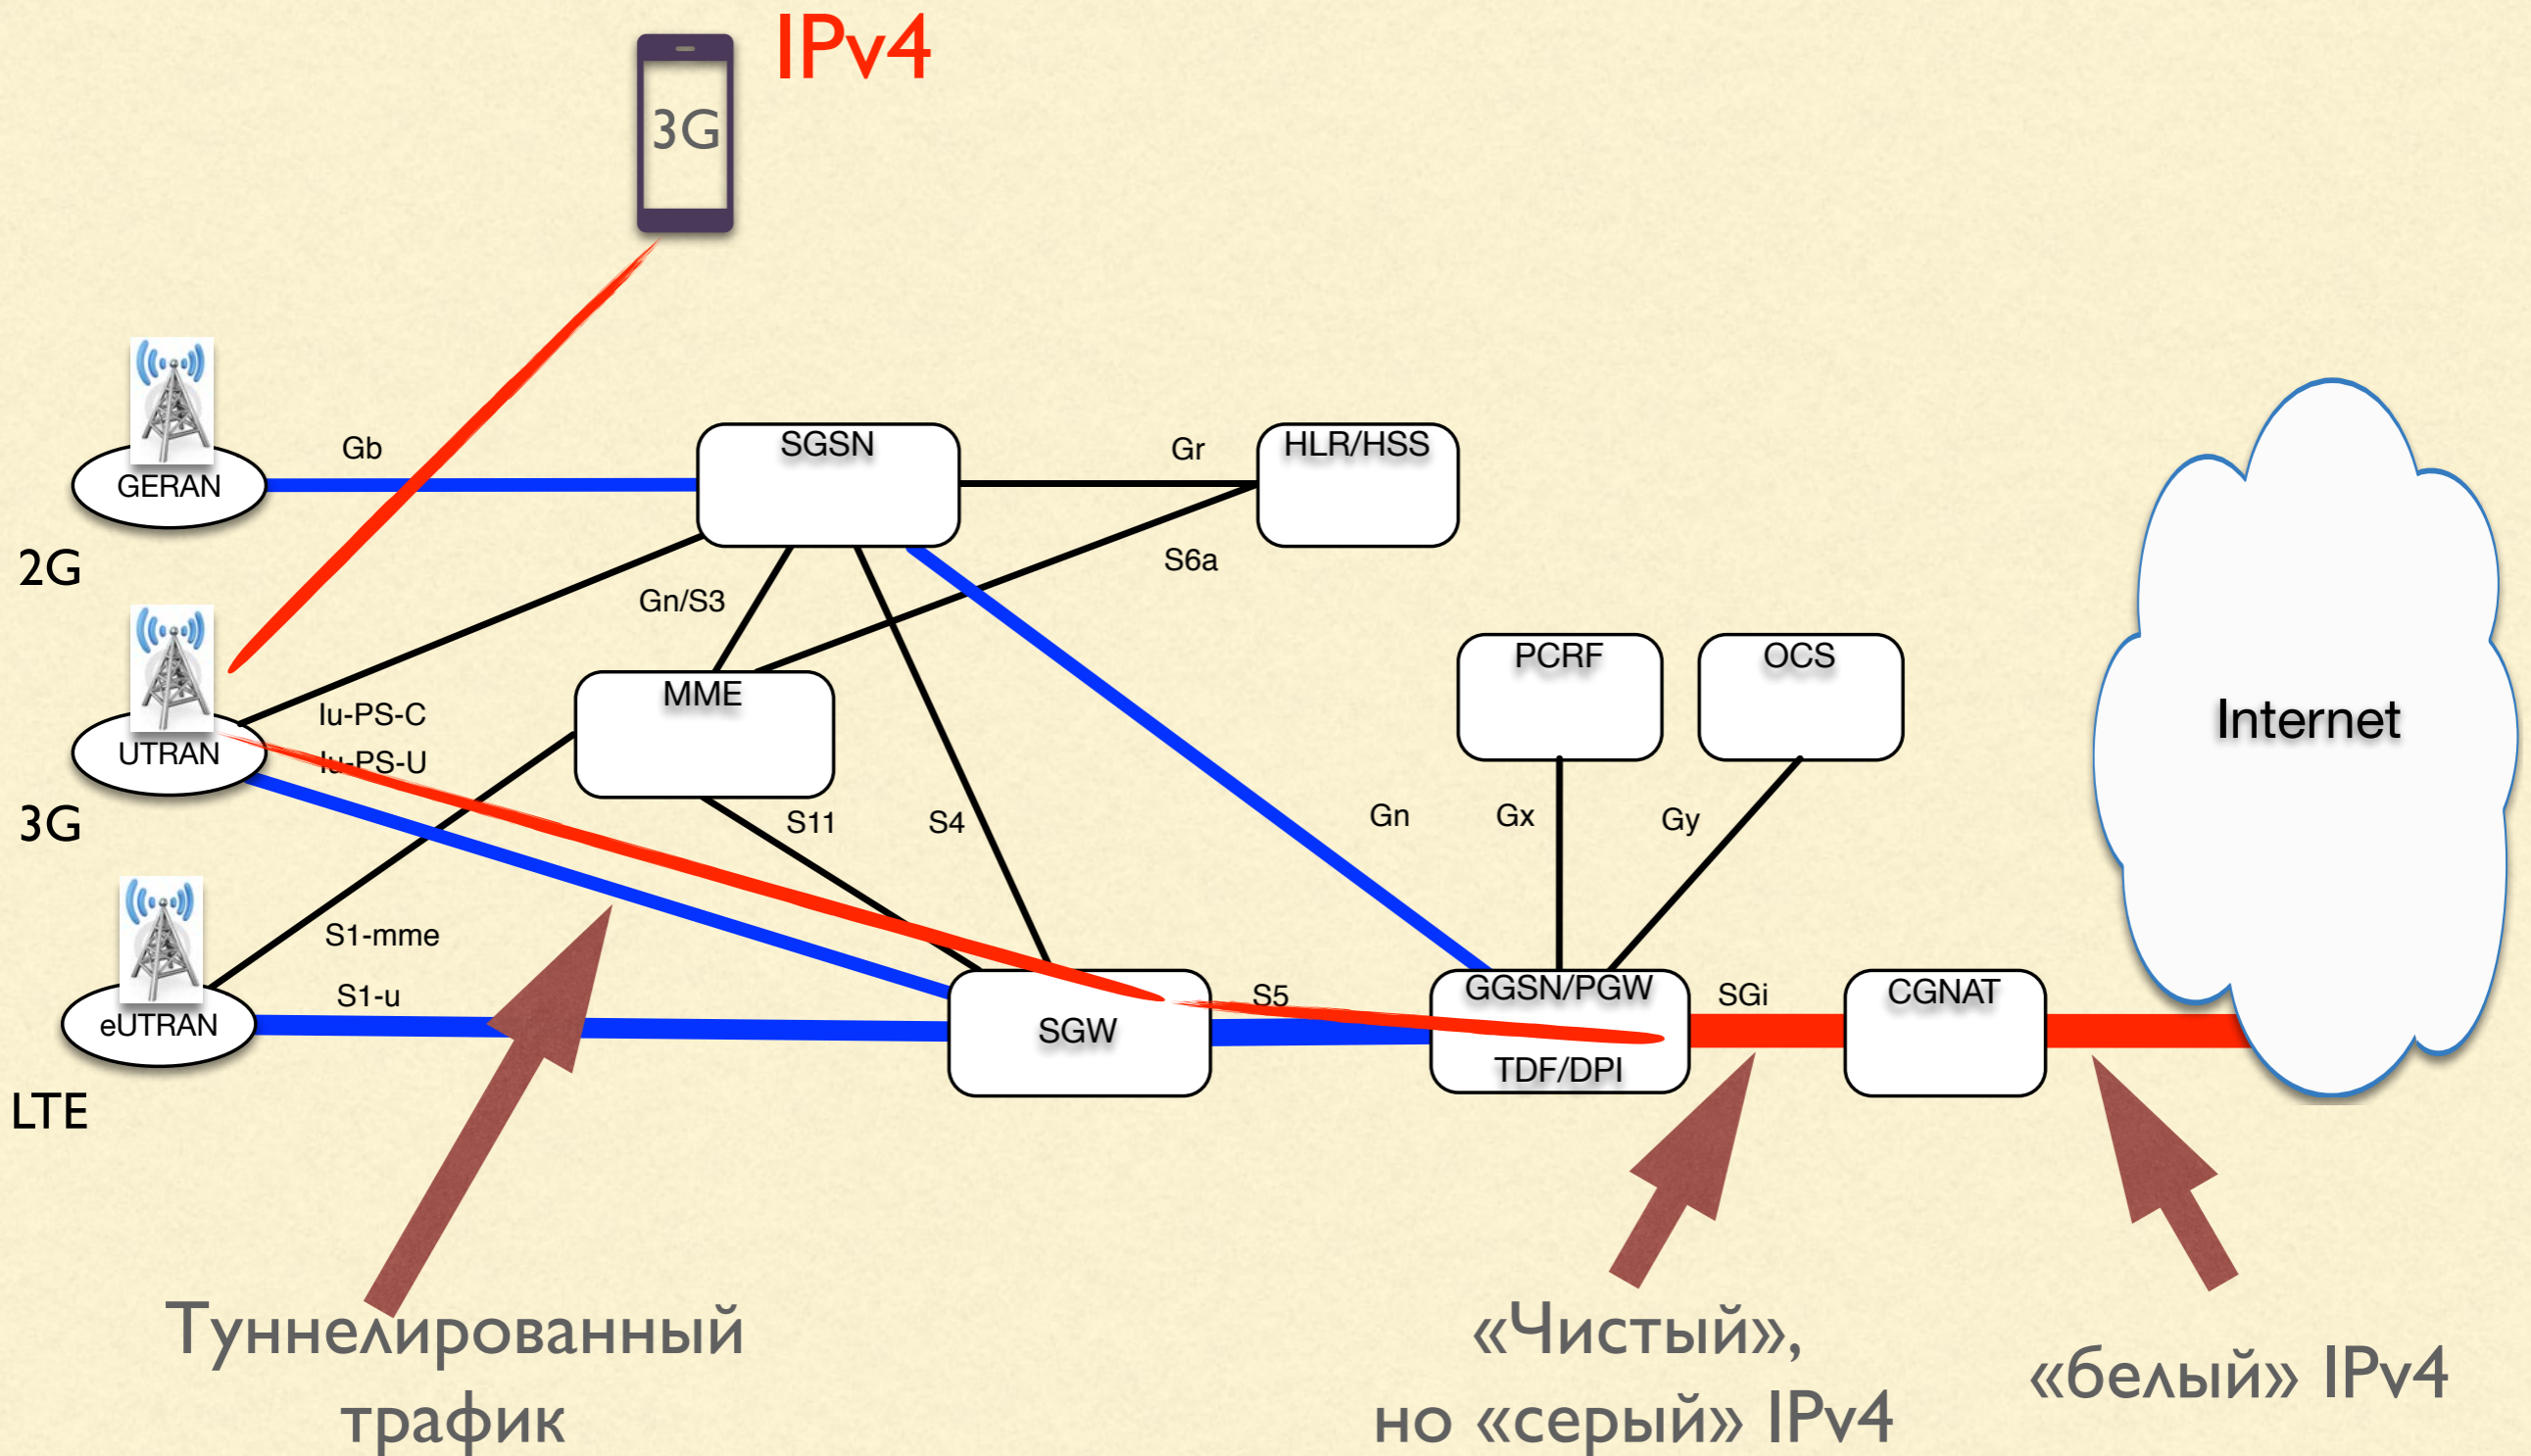 IPv4
3G
SGSN
HLR/HSS
Gb
Gr
GERAN
2G
S6a
Gn/S3
PCRF
OCS
MME
Internet
Iu-PS-C
UTRAN
Iu-PS-U
3G
S11
S4
Gn
Gx
Gy
S1-mme
S1-u
S5
GGSN/PGW
SGi
CGNAT
eUTRAN
SGW
TDF/DPI
LTE
Туннелированный
трафик
«Чистый»,
но «серый» IPv4
«белый» IPv4